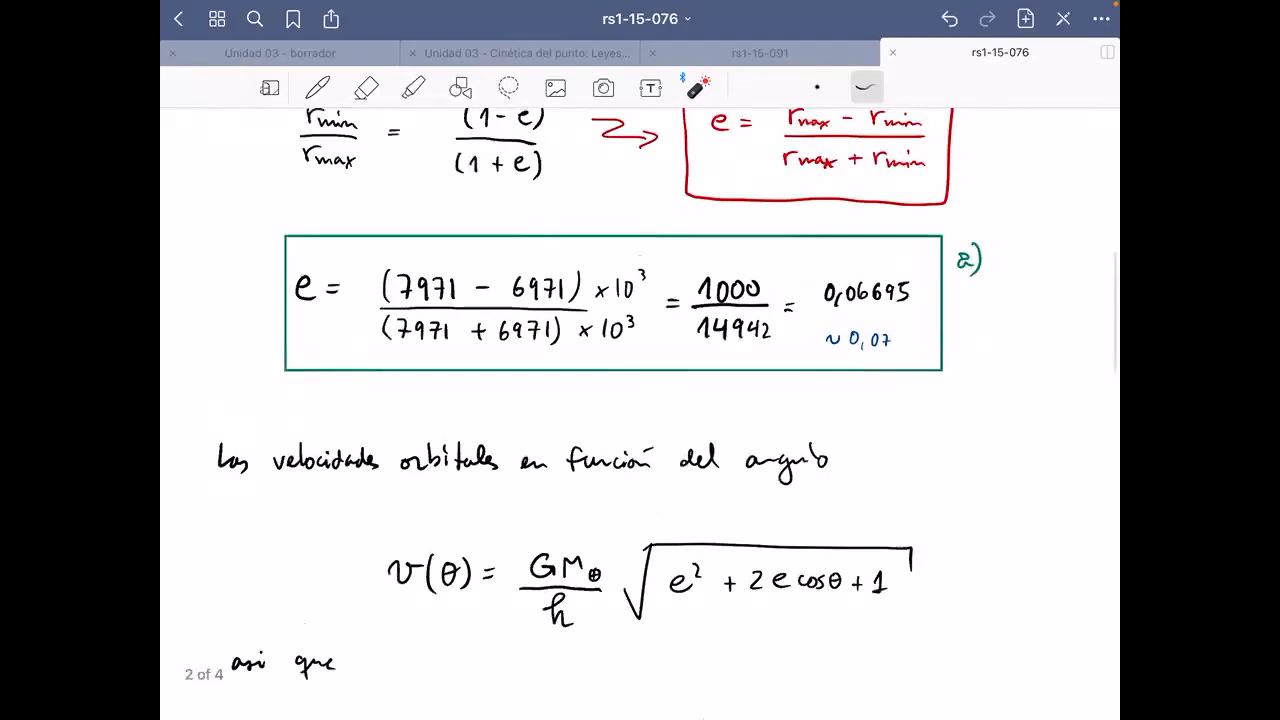 rs1-15-076
Unidad 03 - borrador
Unidad 03 - Cinética del punto: Leyes...
rs1-15-091
rs1-15-076
rmin / rmax = (1 - e) / (1 + e)
e = rmax - rmin / rmax + rmin
e = (7971 - 6971) × 10³ / (7971 + 6971) × 10³ = 1000 / 14942 = 0,06695
~ 0,07
a)
Las velocidades orbitales en función del angulo
v(θ) = GM⊕ / h √ e² + 2 e cosθ + 1
asi que
2 of 4